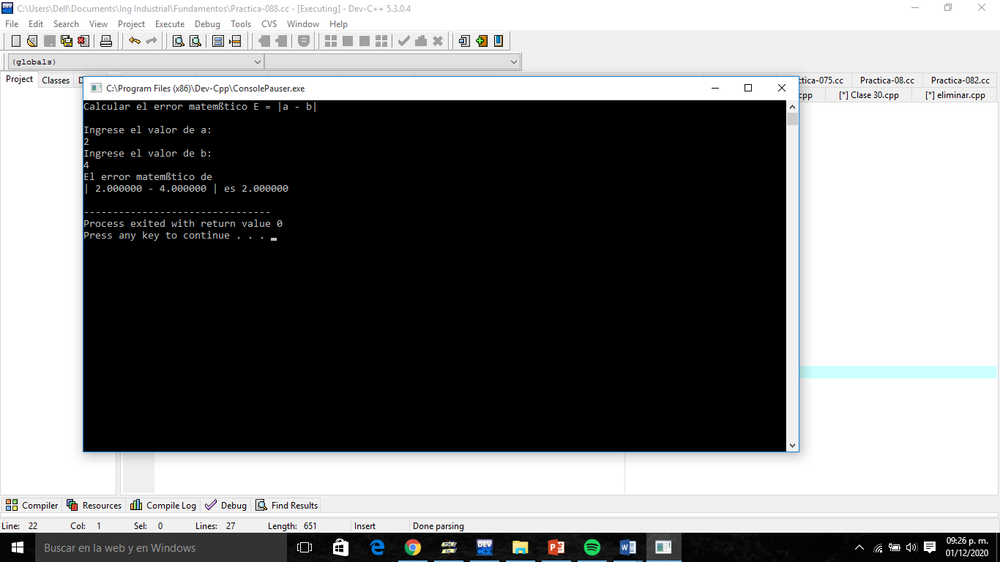 C:\Users\Dell\Documents\Ing Industrial\Fundamentos\Practica-088.cc - [Executing] - Dev-C++ 5.3.0.4
File Edit Search View Project Execute Debug Tools CVS Window Help
(globals)
Project Classes D
ctica-075.cc Practica-08.cc Practica-082.cc
cpp [*] Clase 30.cpp [*] eliminar.cpp
C:\Program Files (x86)\Dev-Cpp\ConsolePauser.exe
Calcular el error matemßtico E = |a - b|
Ingrese el valor de a:
2
Ingrese el valor de b:
4
El error matemßtico de
| 2.000000 - 4.000000 | es 2.000000
--------------------------------
Process exited with return value 0
Press any key to continue . . .
Compiler Resources Compile Log Debug Find Results
Line: 22 Col: 1 Sel: 0 Lines: 27 Length: 651 Insert Done parsing
Buscar en la web y en Windows
09:26 p. m.
01/12/2020